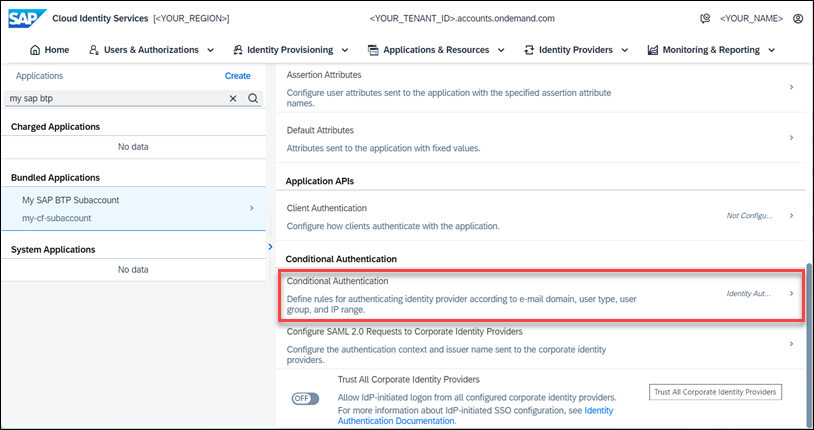 SAP Cloud Identity Services [<YOUR_REGION>] <YOUR_TENANT_ID>.accounts.ondemand.com <YOUR_NAME>
Home Users & Authorizations Identity Provisioning Applications & Resources Identity Providers Monitoring & Reporting
Applications Create
my sap btp
Charged Applications
No data
Bundled Applications
My SAP BTP Subaccount
my-cf-subaccount
System Applications
No data
Assertion Attributes
Configure user attributes sent to the application with the specified assertion attribute
names.
Default Attributes
Attributes sent to the application with fixed values.
Application APIs
Client Authentication
Configure how clients authenticate with the application.
Not Configu...
Conditional Authentication
Conditional Authentication
Define rules for authenticating identity provider according to e-mail domain, user type, user
group, and IP range.
Identity Aut...
Configure SAML 2.0 Requests to Corporate Identity Providers
Configure the authentication context and issuer name sent to the corporate identity
providers.
OFF
Trust All Corporate Identity Providers
Allow IdP-initiated logon from all configured corporate identity providers.
For more information about IdP-initiated SSO configuration, see Identity
Authentication Documentation.
Trust All Corporate Identity Providers